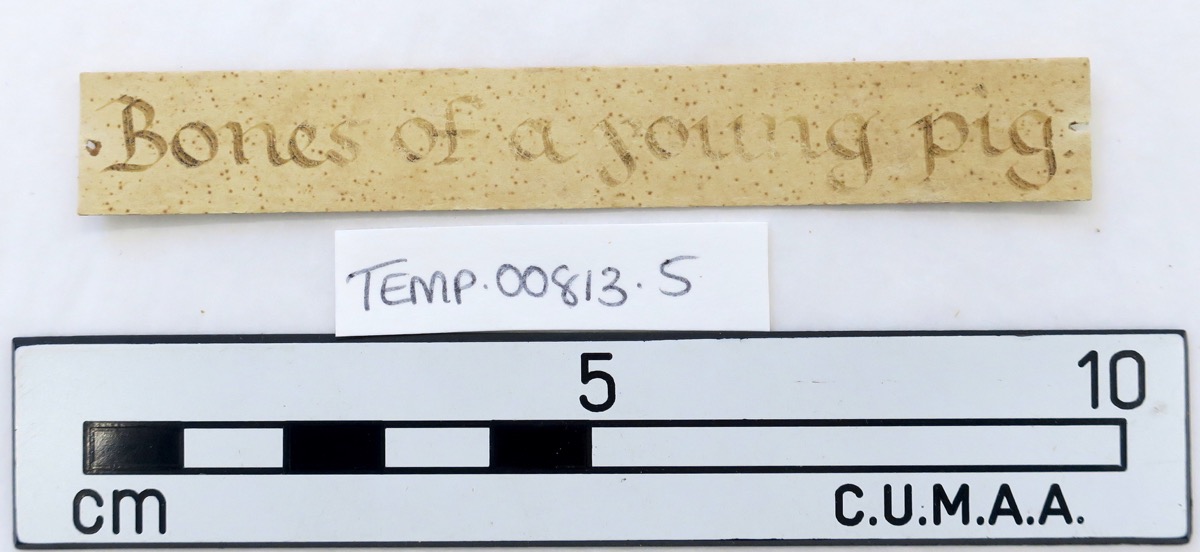 Bones of a young pig.
TEMP.00813.5
5 10
cm C.U.M.A.A.